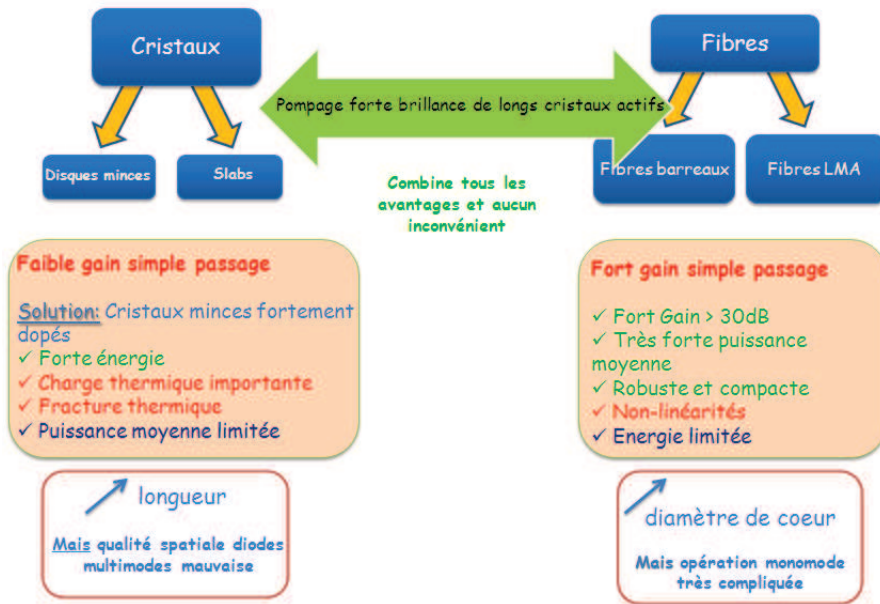 Cristaux
Fibres
Pompage forte brillance de longs cristaux actifs
Disques minces
Slabs
Fibres barreaux
Fibres LMA
Combine tous les
avantages et aucun
inconvénient
Faible gain simple passage
Solution: Cristaux minces fortement
dopés
✓ Forte énergie
✓ Charge thermique importante
✓ Fracture thermique
✓ Puissance moyenne limitée
Fort gain simple passage
✓ Fort Gain > 30dB
✓ Très forte puissance
moyenne
✓ Robuste et compacte
✓ Non-linéarités
✓ Energie limitée
longueur
Mais qualité spatiale diodes
multimodes mauvaise
diamètre de coeur
Mais opération monomode
très compliquée